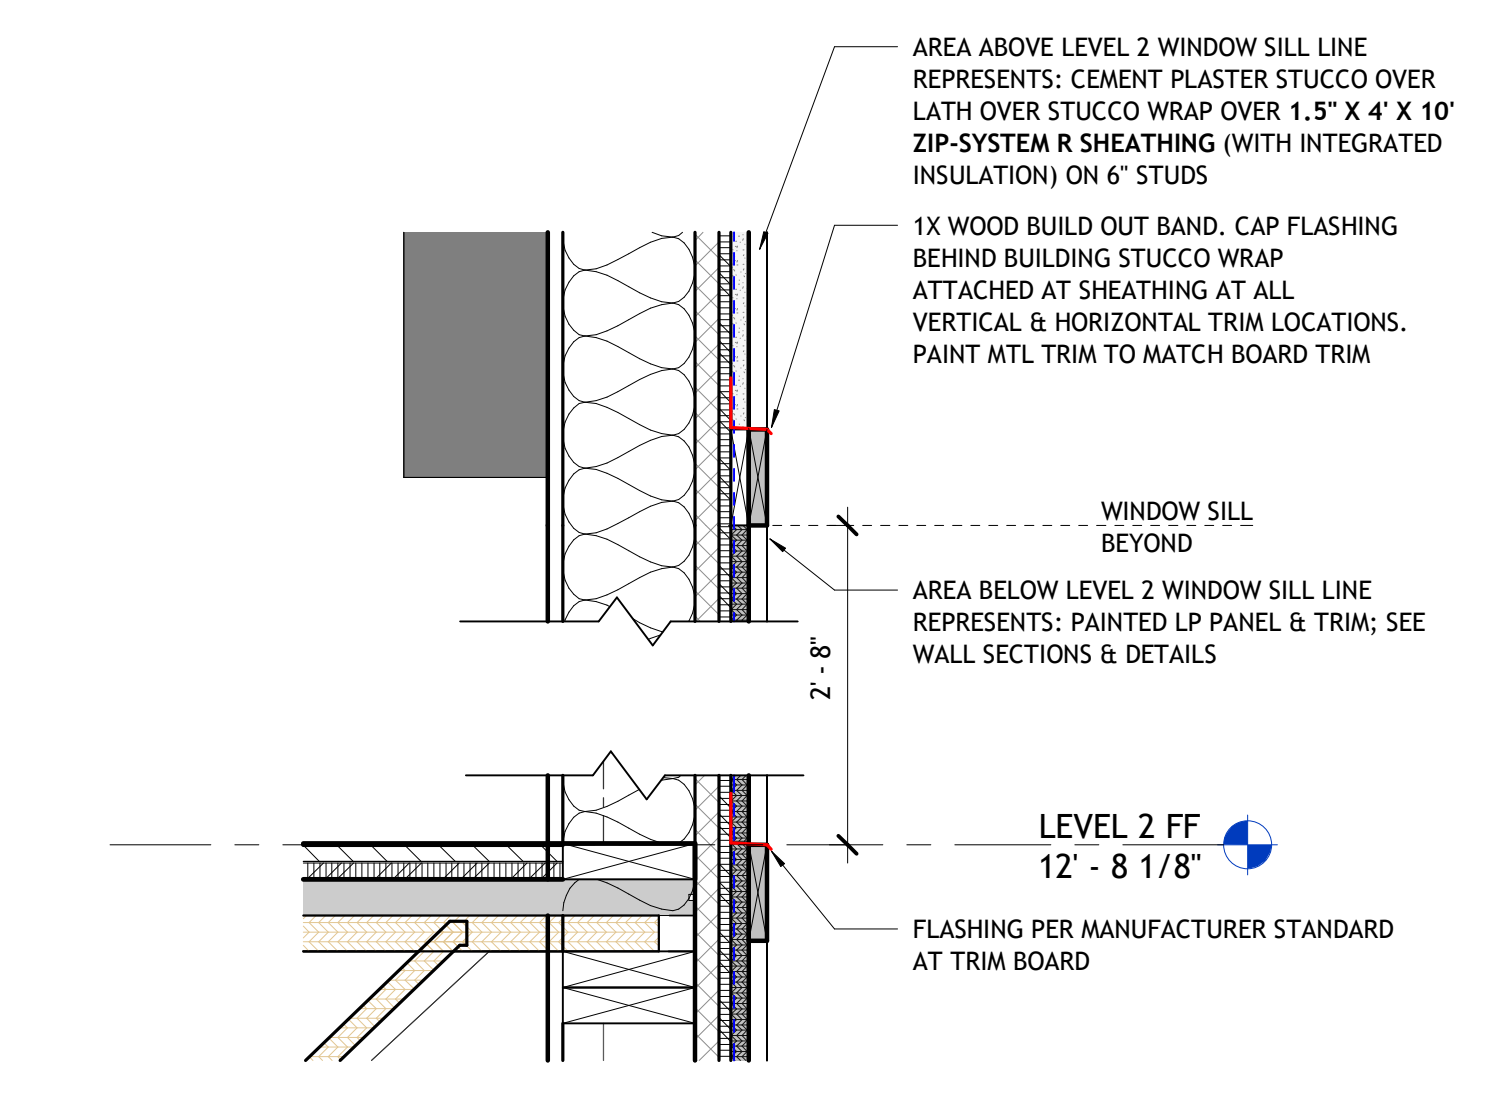 AREA ABOVE LEVEL 2 WINDOW SILL LINE
REPRESENTS: CEMENT PLASTER STUCCO OVER
LATH OVER STUCCO WRAP OVER 1.5" X 4' X 10'
ZIP-SYSTEM R SHEATHING (WITH INTEGRATED
INSULATION) ON 6" STUDS
1X WOOD BUILD OUT BAND. CAP FLASHING
BEHIND BUILDING STUCCO WRAP
ATTACHED AT SHEATHING AT ALL
VERTICAL & HORIZONTAL TRIM LOCATIONS.
PAINT MTL TRIM TO MATCH BOARD TRIM
WINDOW SILL
BEYOND
AREA BELOW LEVEL 2 WINDOW SILL LINE
REPRESENTS: PAINTED LP PANEL & TRIM; SEE
WALL SECTIONS & DETAILS
2' - 8"
LEVEL 2 FF
12' - 8 1/8"
FLASHING PER MANUFACTURER STANDARD
AT TRIM BOARD